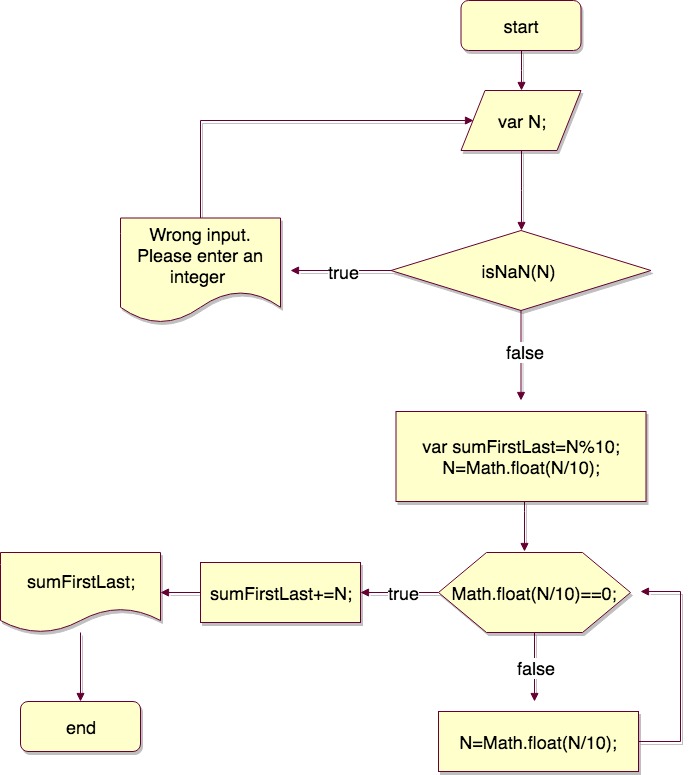 start
var N;
Wrong input.
Please enter an
integer
true
isNaN(N)
false
var sumFirstLast=N%10;
N=Math.float(N/10);
sumFirstLast;
sumFirstLast+=N;
true
Math.float(N/10)==0;
false
end
N=Math.float(N/10);